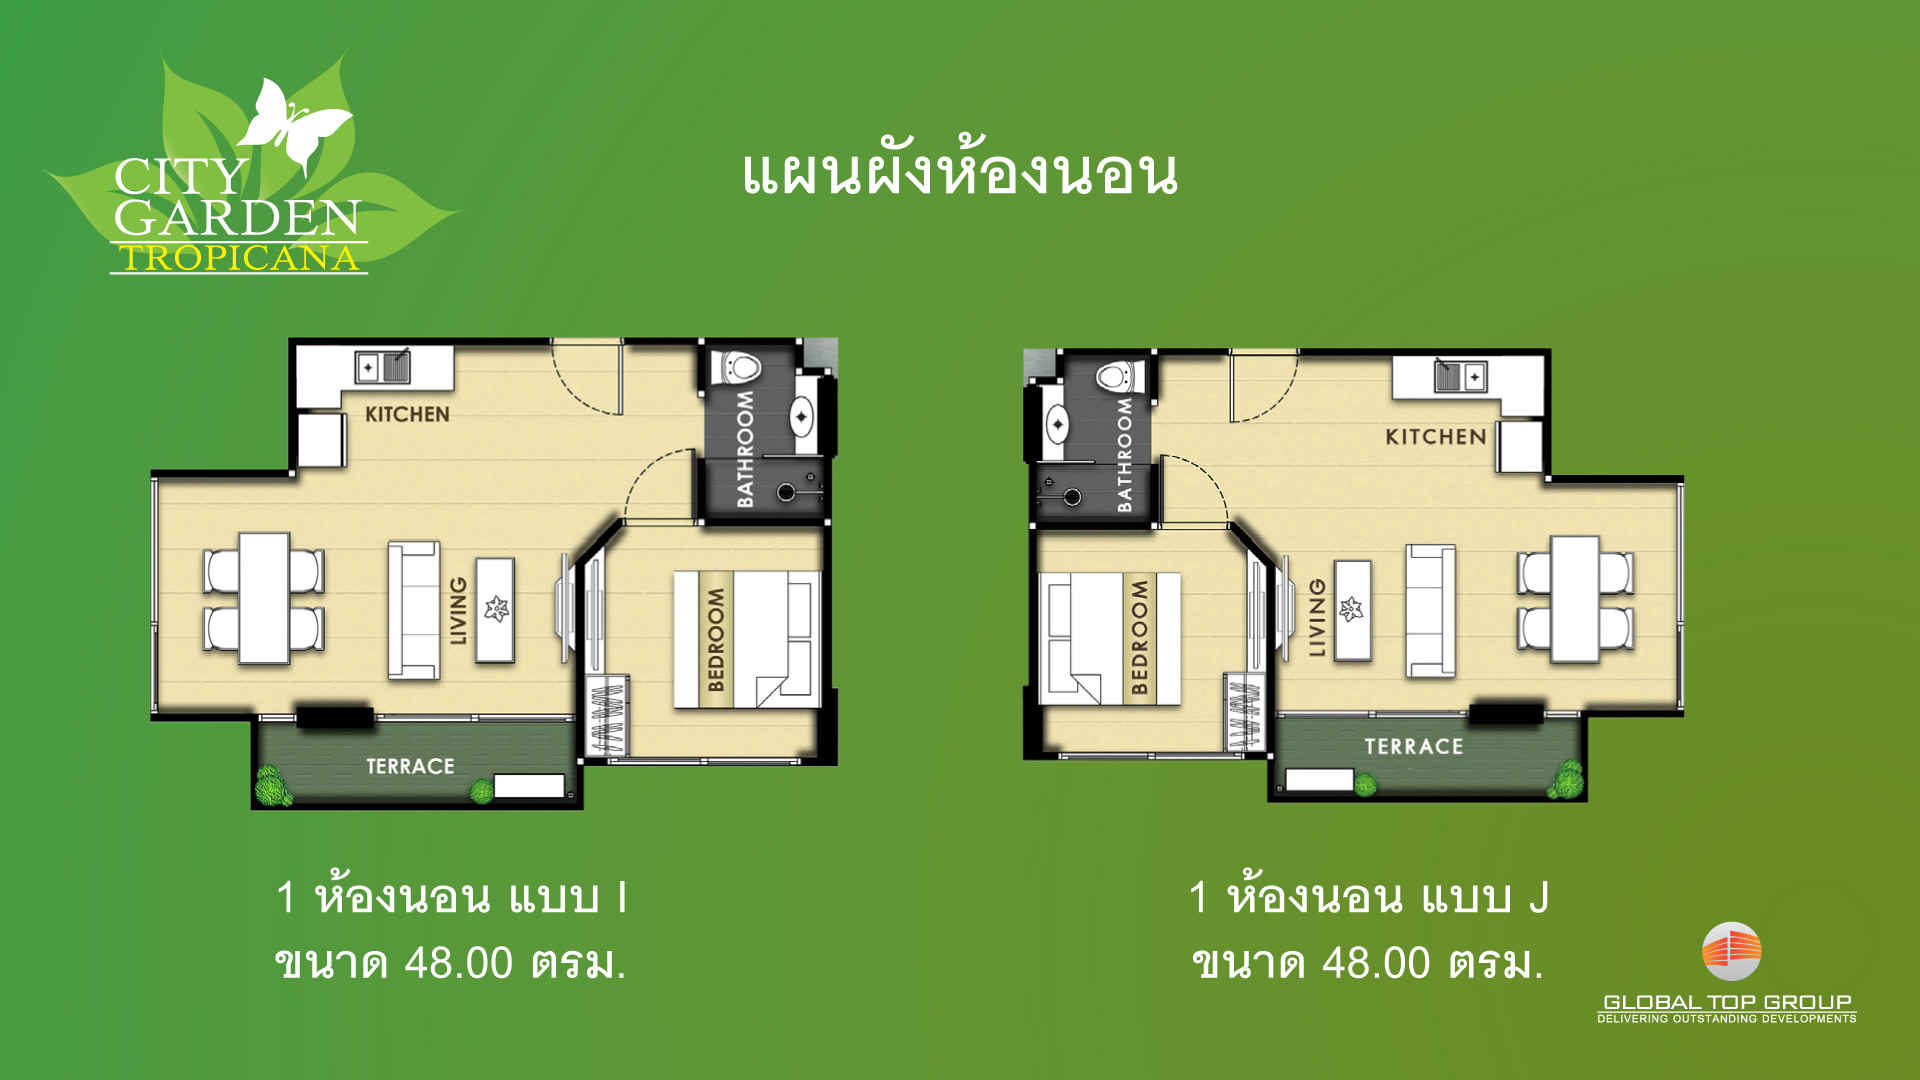 CITY
GARDEN
TROPICANA
แผนผังห้องนอน
KITCHEN
BATHROOM
LIVING
BEDROOM
TERRACE
1 ห้องนอน แบบ I
ขนาด 48.00 ตรม.
BATHROOM
KITCHEN
BEDROOM
LIVING
TERRACE
1 ห้องนอน แบบ J
ขนาด 48.00 ตรม.
GLOBAL TOP GROUP
DELIVERING OUTSTANDING DEVELOPMENTS